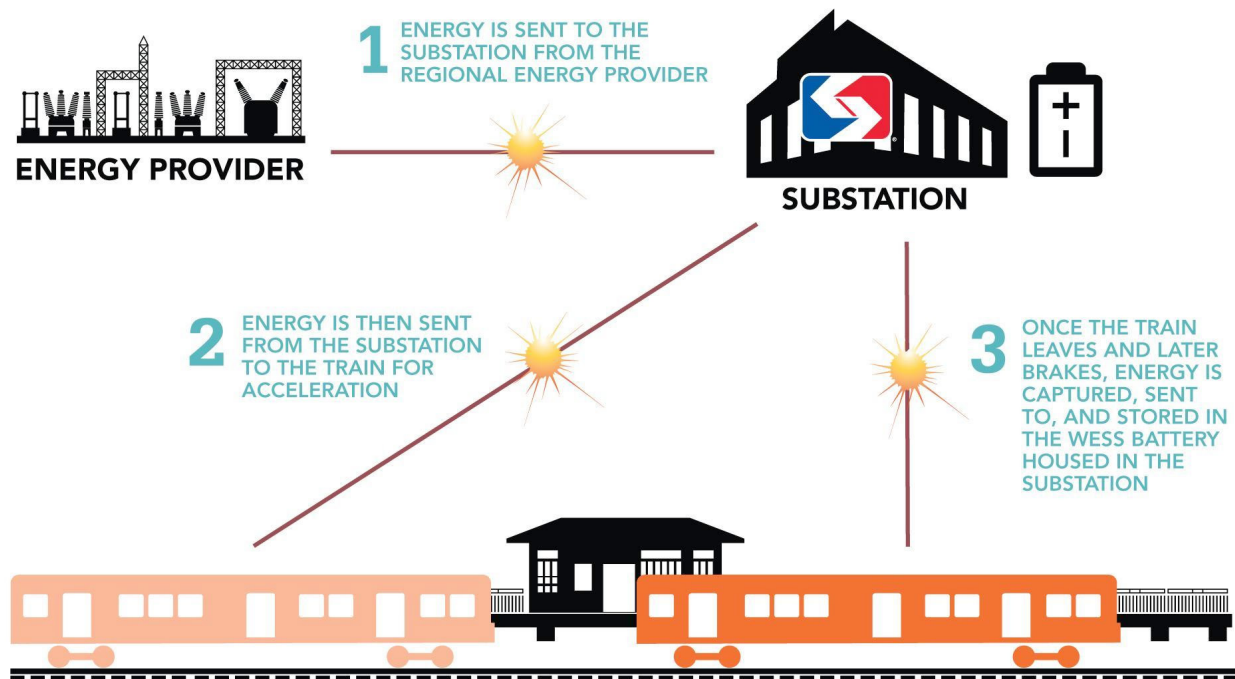 1
ENERGY IS SENT TO THE
SUBSTATION FROM THE
REGIONAL ENERGY PROVIDER
ENERGY PROVIDER
SUBSTATION
2
ENERGY IS THEN SENT
FROM THE SUBSTATION
TO THE TRAIN FOR
ACCELERATION
3
ONCE THE TRAIN
LEAVES AND LATER
BRAKES, ENERGY IS
CAPTURED, SENT
TO, AND STORED IN
THE WESS BATTERY
HOUSED IN THE
SUBSTATION